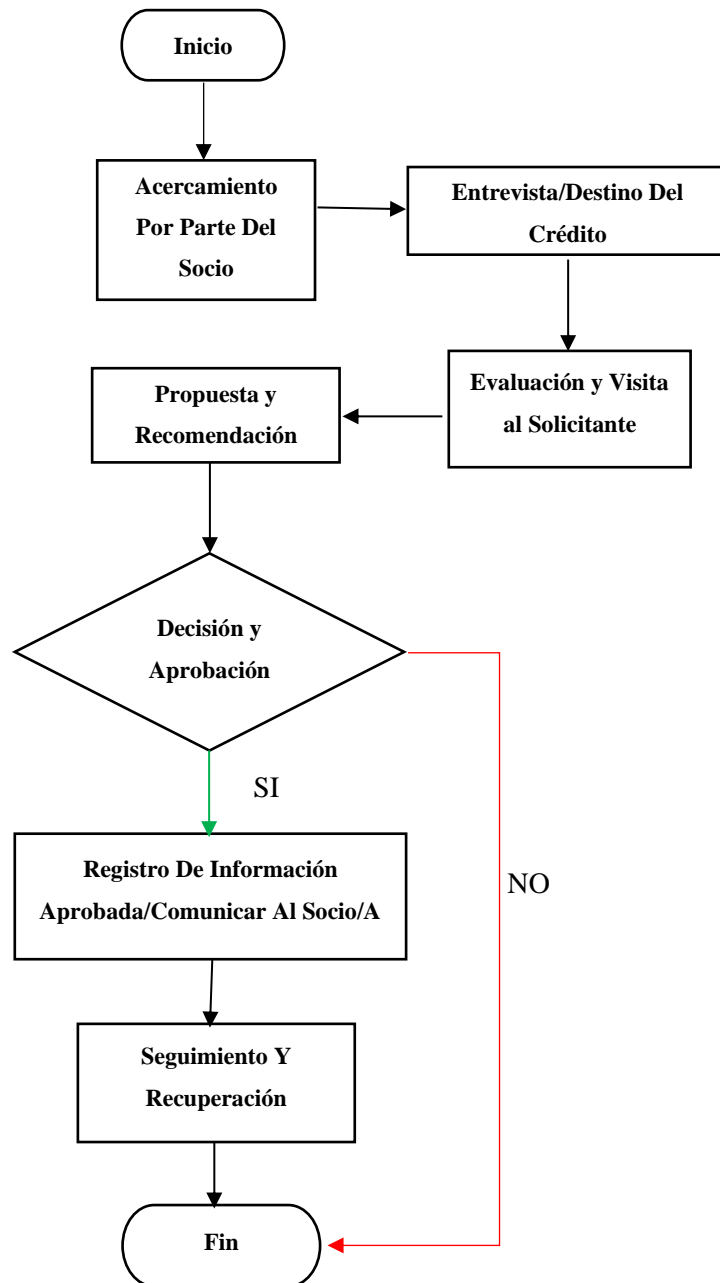 Inicio
Acercamiento
Por Parte Del
Socio
Entrevista/Destino Del
Crédito
Evaluación y Visita
al Solicitante
Propuesta y
Recomendación
Decisión y
Aprobación
SI
NO
Registro De Información
Aprobada/Comunicar Al Socio/A
Seguimiento Y
Recuperación
Fin